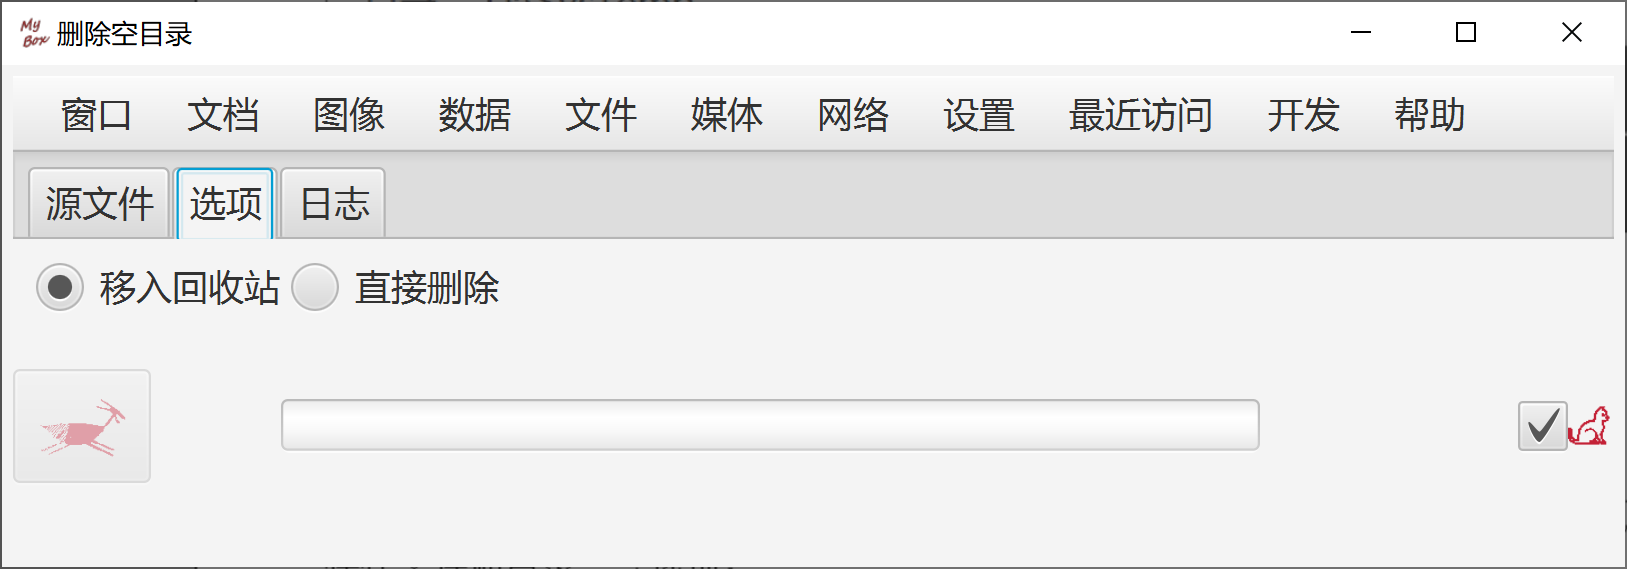 My Box 删除空目录
窗口 文档 图像 数据 文件 媒体 网络 设置 最近访问 开发 帮助
源文件 选项 日志
移入回收站 直接删除